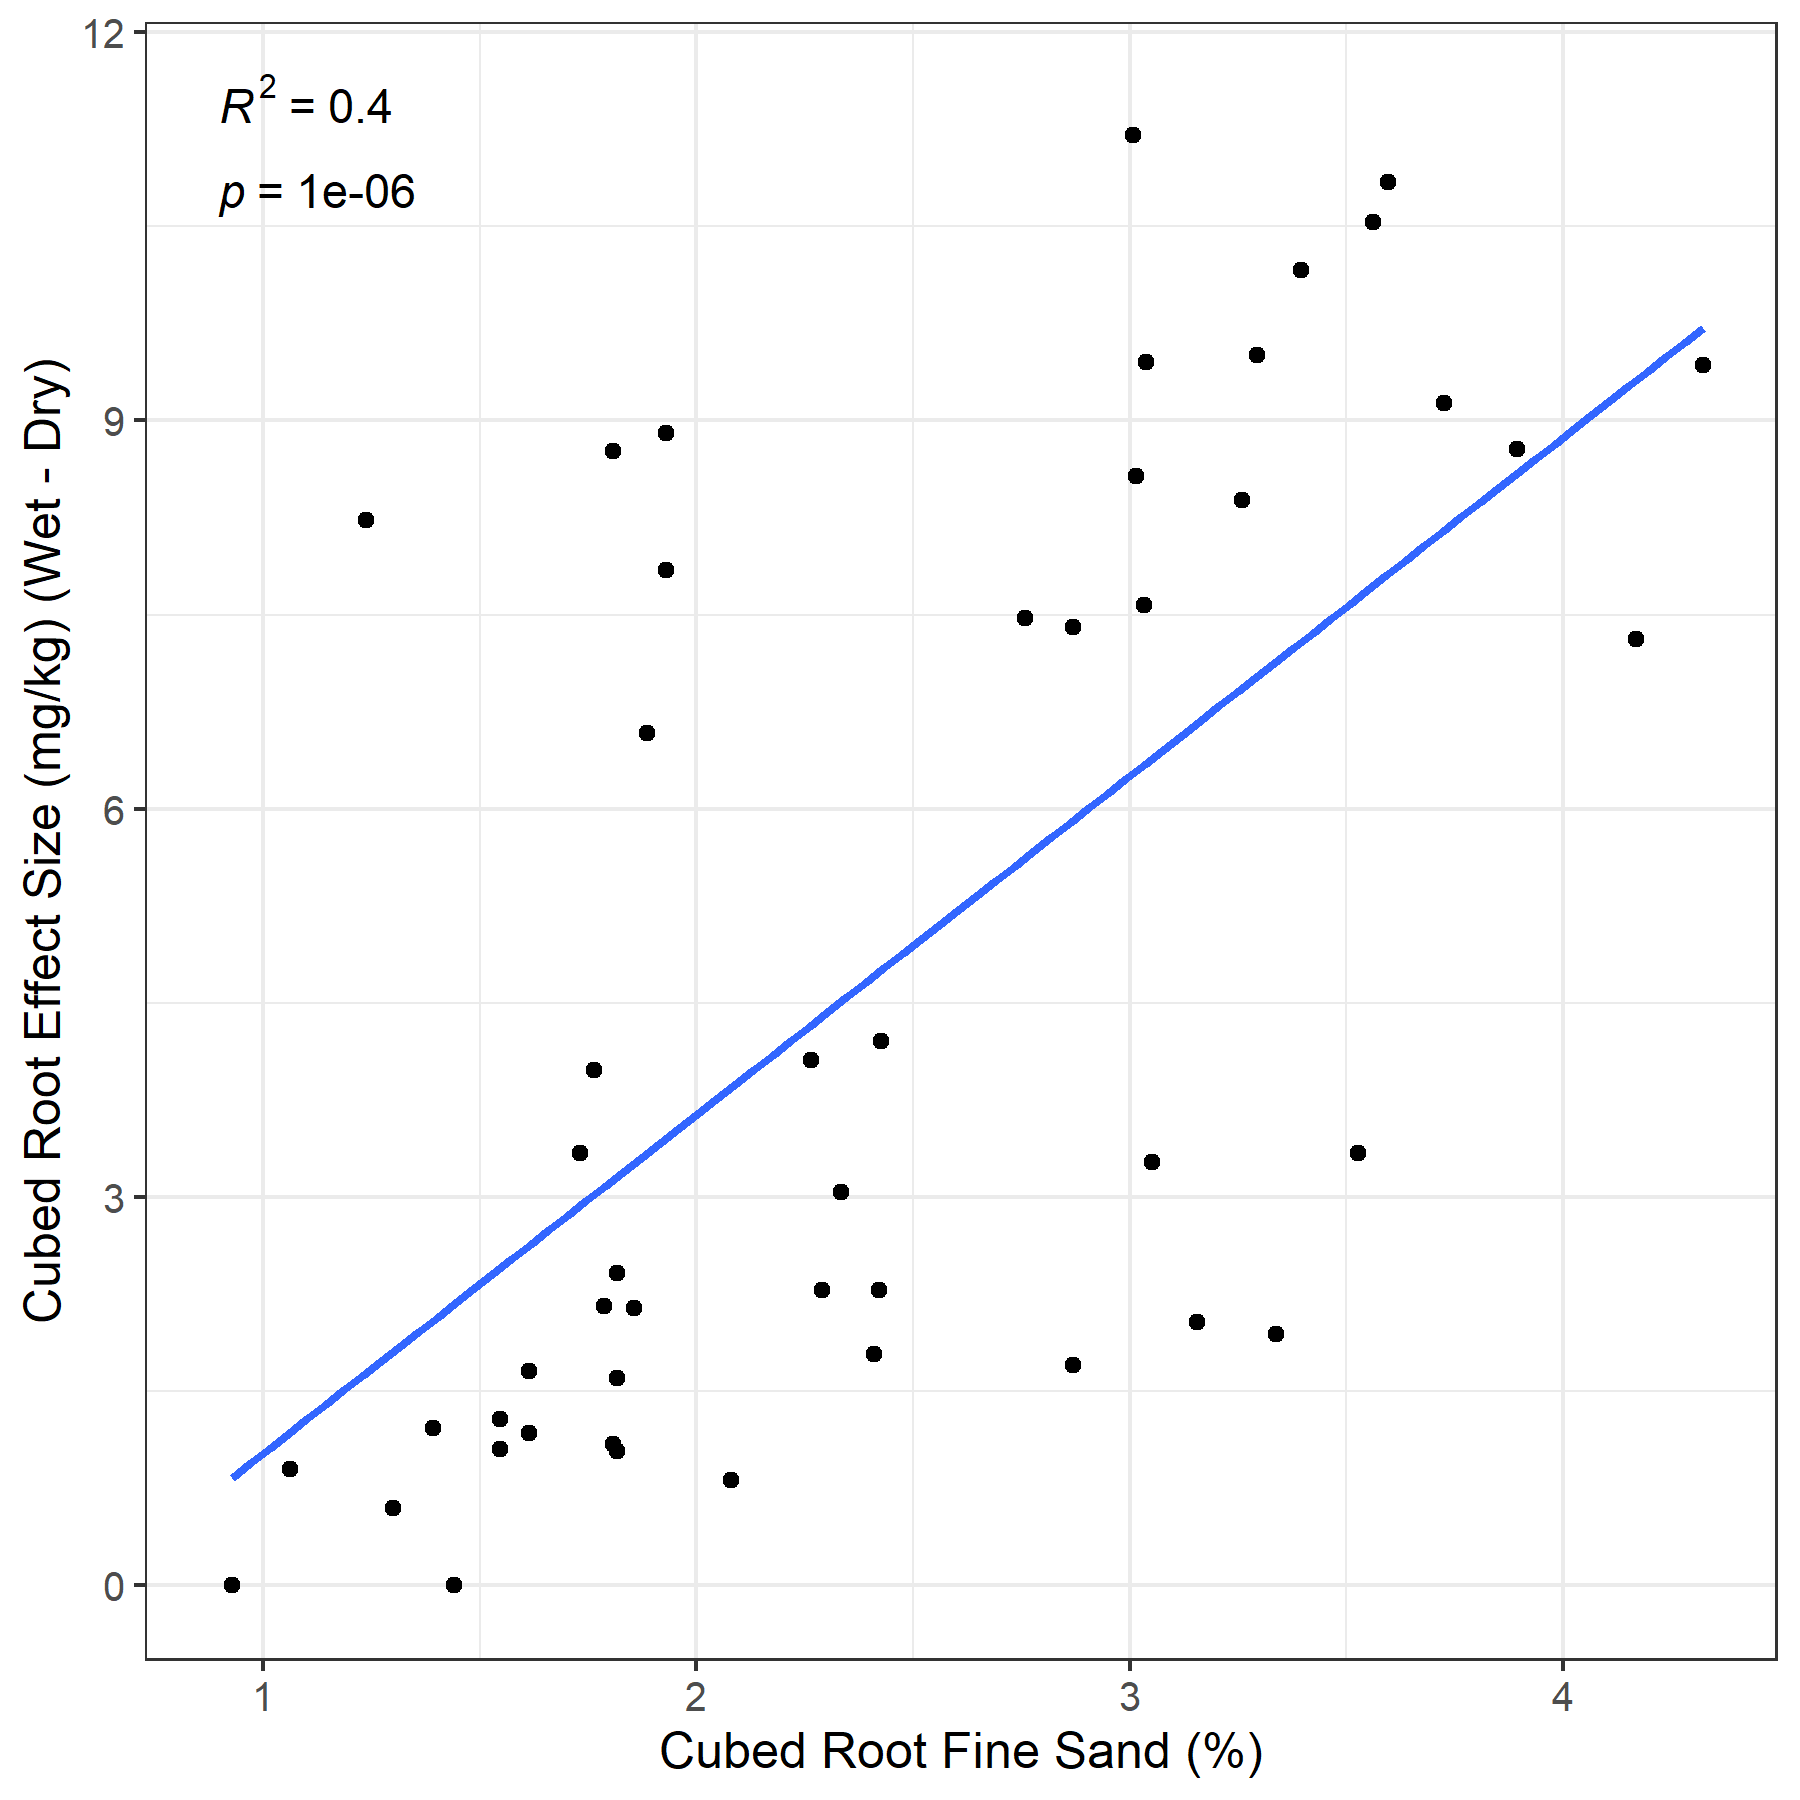 12
R² = 0.4
p = 1e-06
9
6
3
0
Cubed Root Effect Size (mg/kg) (Wet - Dry)
1 2 3 4
Cubed Root Fine Sand (%)